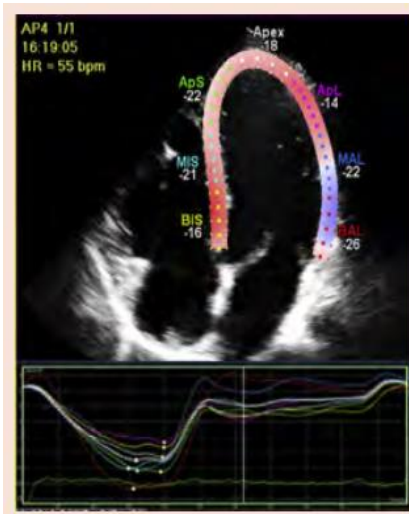 AP4 1/1
16:19:05
HR = 55 bpm
Apex
-18
ApS
-22
ApL
-14
MIS
-21
MAL
-22
BIS
-16
BAL
-26